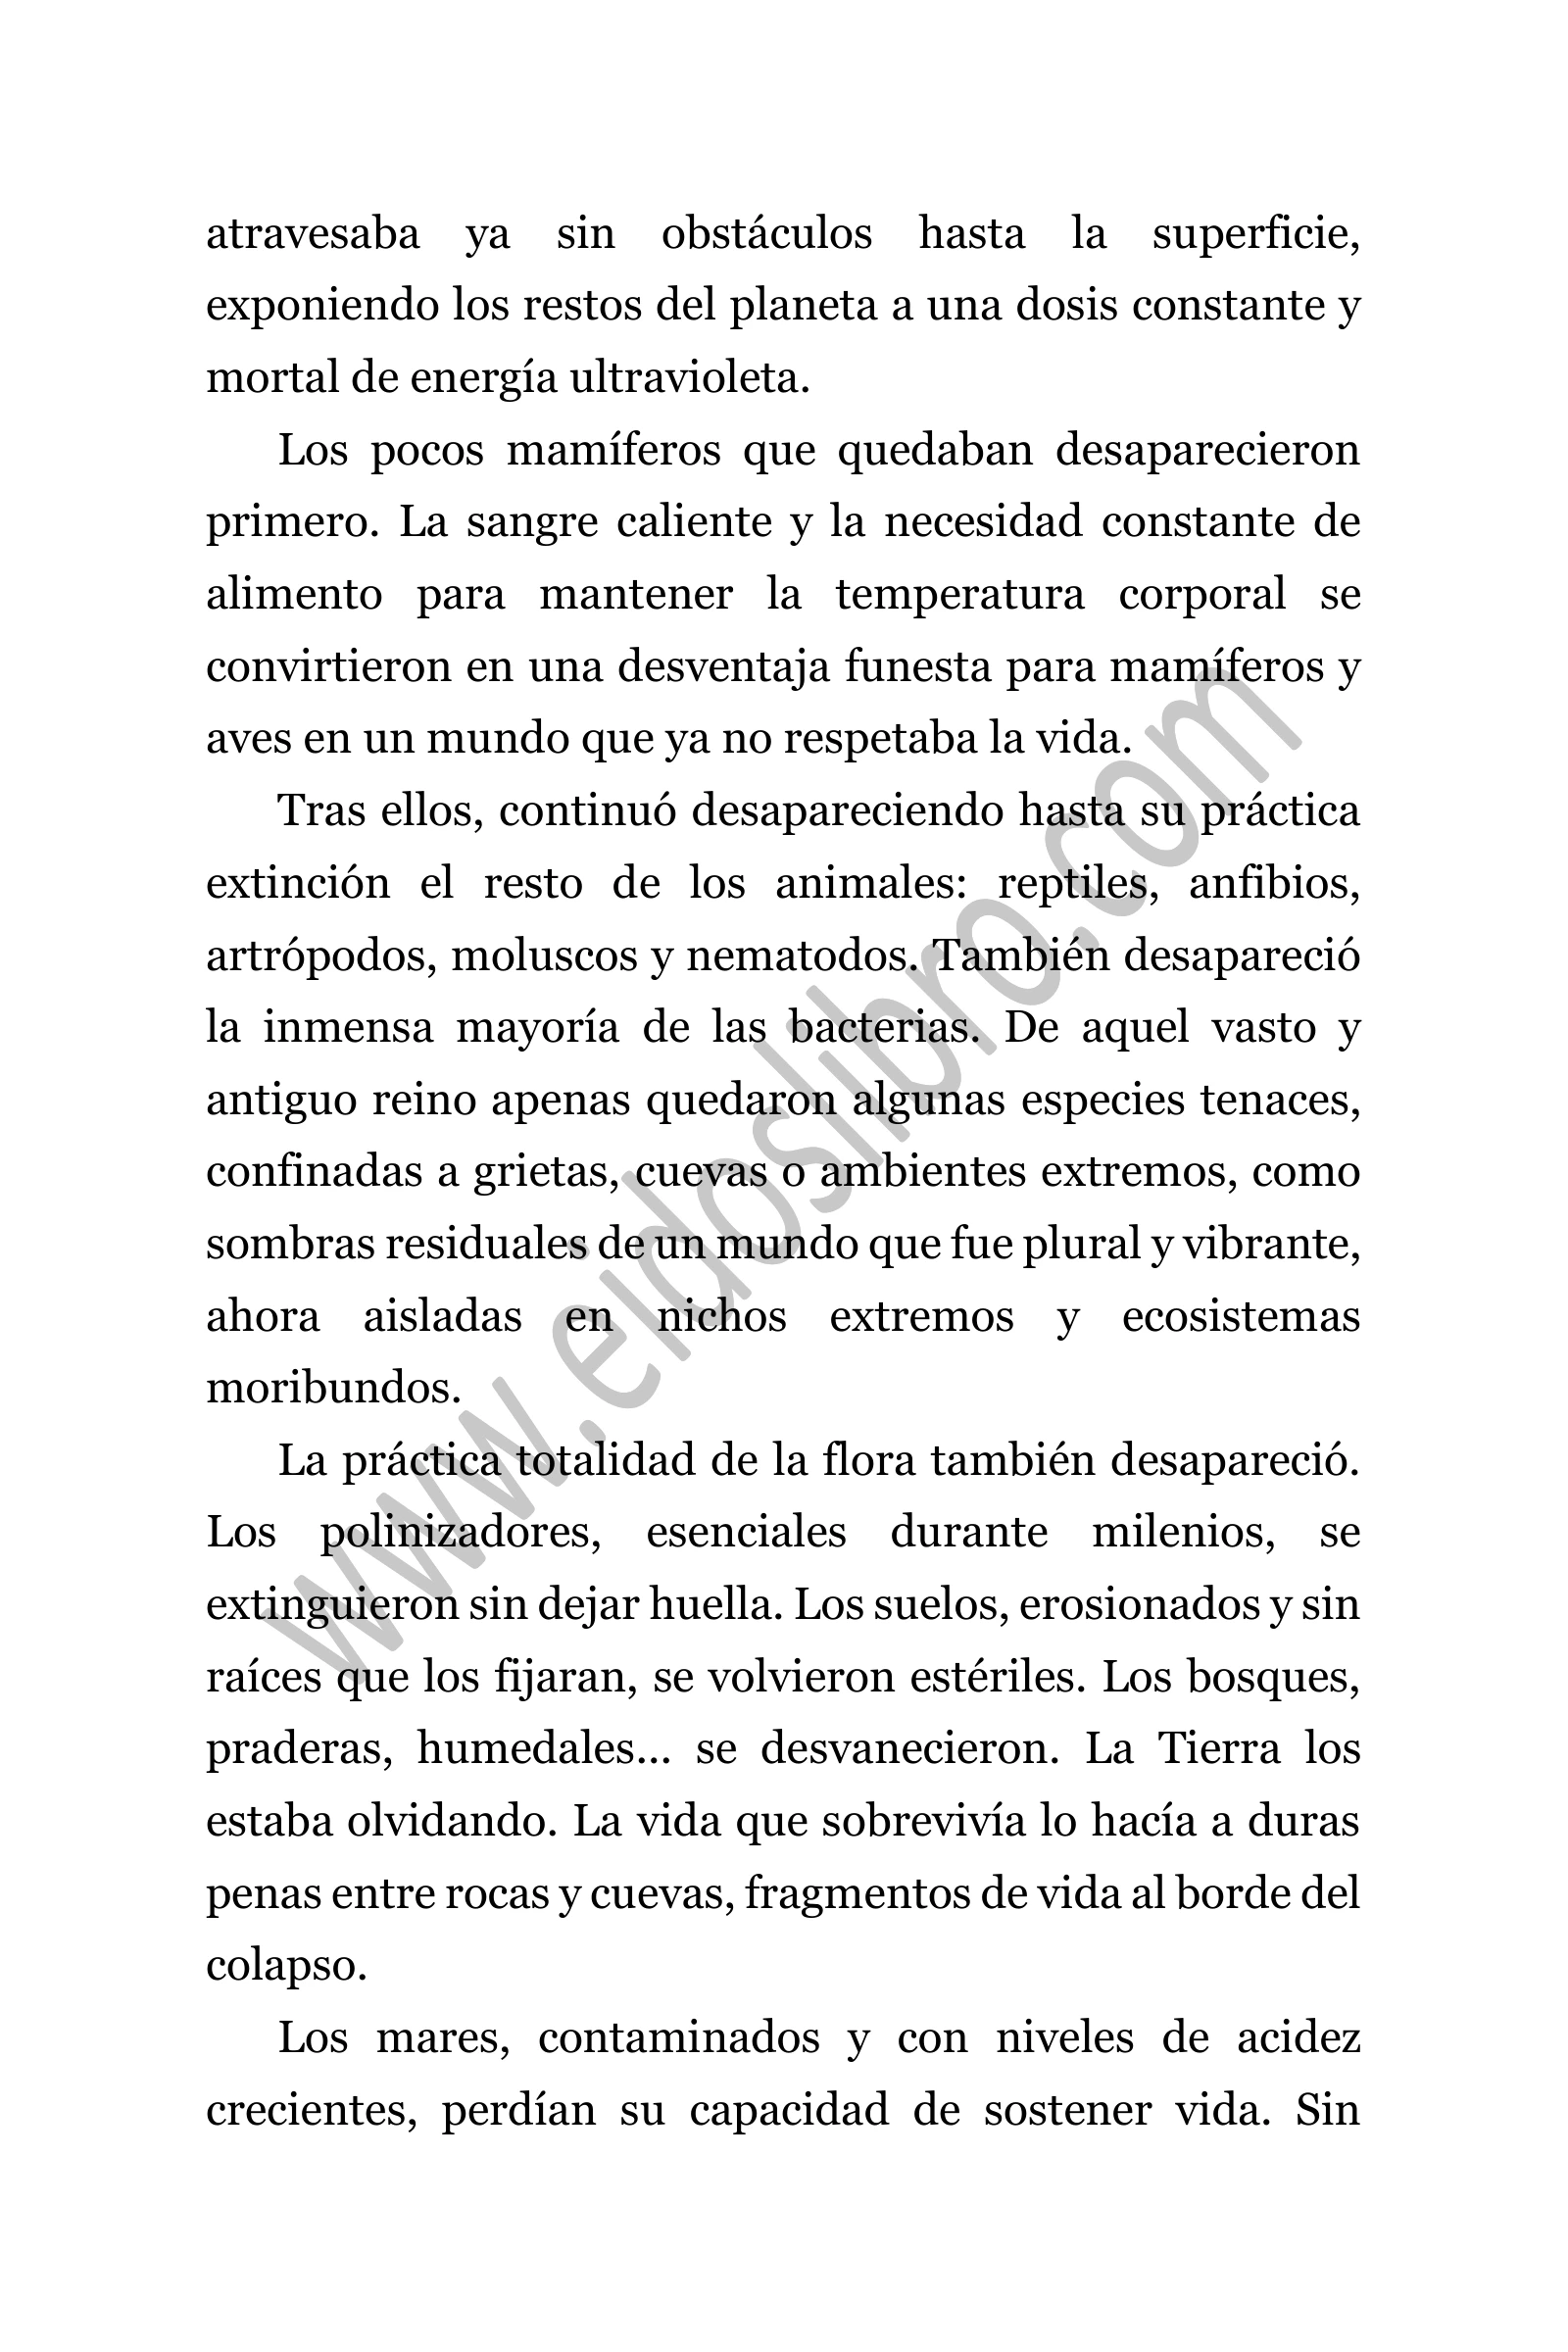 atravesaba ya sin obstáculos hasta la superficie,
exponiendo los restos del planeta a una dosis constante y
mortal de energía ultravioleta.
Los pocos mamíferos que quedaban desaparecieron
primero. La sangre caliente y la necesidad constante de
alimento para mantener la temperatura corporal se
convirtieron en una desventaja funesta para mamíferos y
aves en un mundo que ya no respetaba la vida.
Tras ellos, continuó desapareciendo hasta su práctica
extinción el resto de los animales: reptiles, anfibios,
artrópodos, moluscos y nematodos. También desapareció
la inmensa mayoría de las bacterias. De aquel vasto y
antiguo reino apenas quedaron algunas especies tenaces,
confinadas a grietas, cuevas o ambientes extremos, como
sombras residuales de un mundo que fue plural y vibrante,
ahora aisladas en nichos extremos y ecosistemas
moribundos.
La práctica totalidad de la flora también desapareció.
Los polinizadores, esenciales durante milenios, se
extinguieron sin dejar huella. Los suelos, erosionados y sin
raíces que los fijaran, se volvieron estériles. Los bosques,
praderas, humedales… se desvanecieron. La Tierra los
estaba olvidando. La vida que sobrevivía lo hacía a duras
penas entre rocas y cuevas, fragmentos de vida al borde del
colapso.
Los mares, contaminados y con niveles de acidez
crecientes, perdían su capacidad de sostener vida. Sin
www.eidoslibro.com